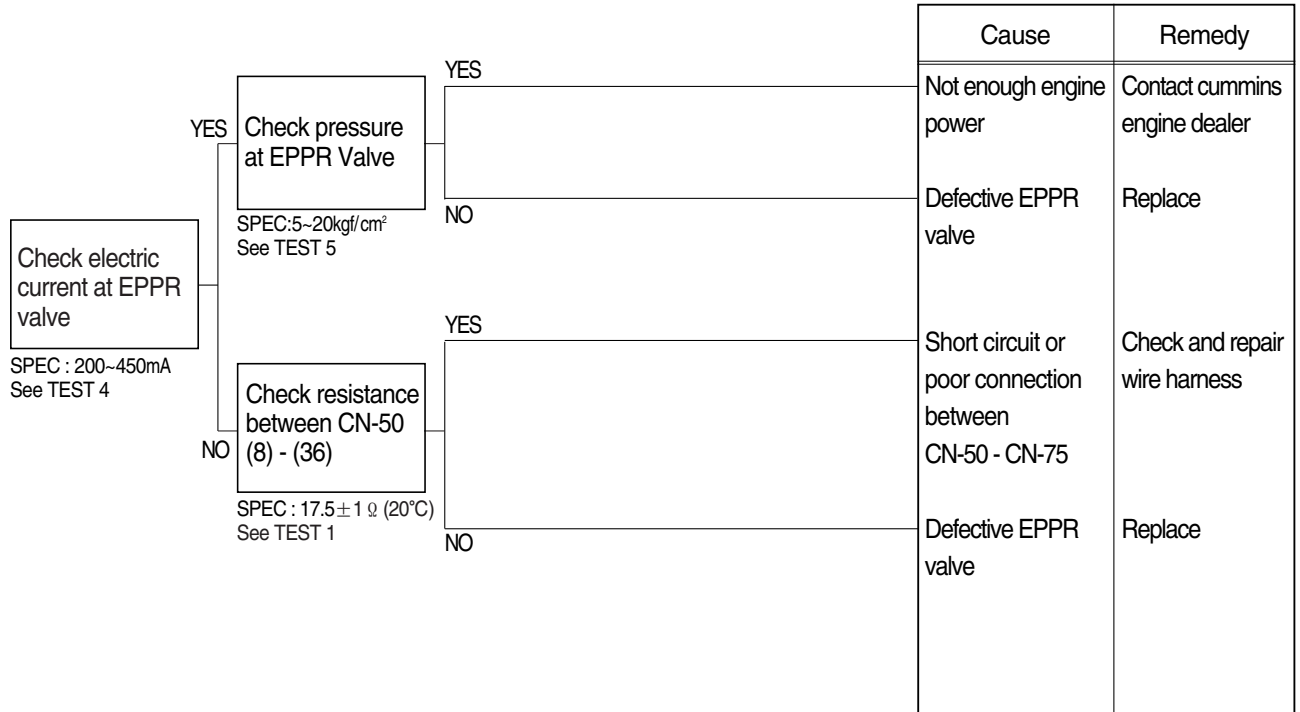 Cause
Remedy
YES
Not enough engine
power
Contact cummins
engine dealer
YES
Check pressure
at EPPR Valve
NO
Defective EPPR
valve
Replace
SPEC:5~20kgf/cm²
See TEST 5
Check electric
current at EPPR
valve
SPEC : 200~450mA
See TEST 4
YES
Short circuit or
poor connection
between
CN-50 - CN-75
Check and repair
wire harness
NO
Check resistance
between CN-50
(8) - (36)
SPEC : 17.5±1 Ω (20°C)
See TEST 1
NO
Defective EPPR
valve
Replace